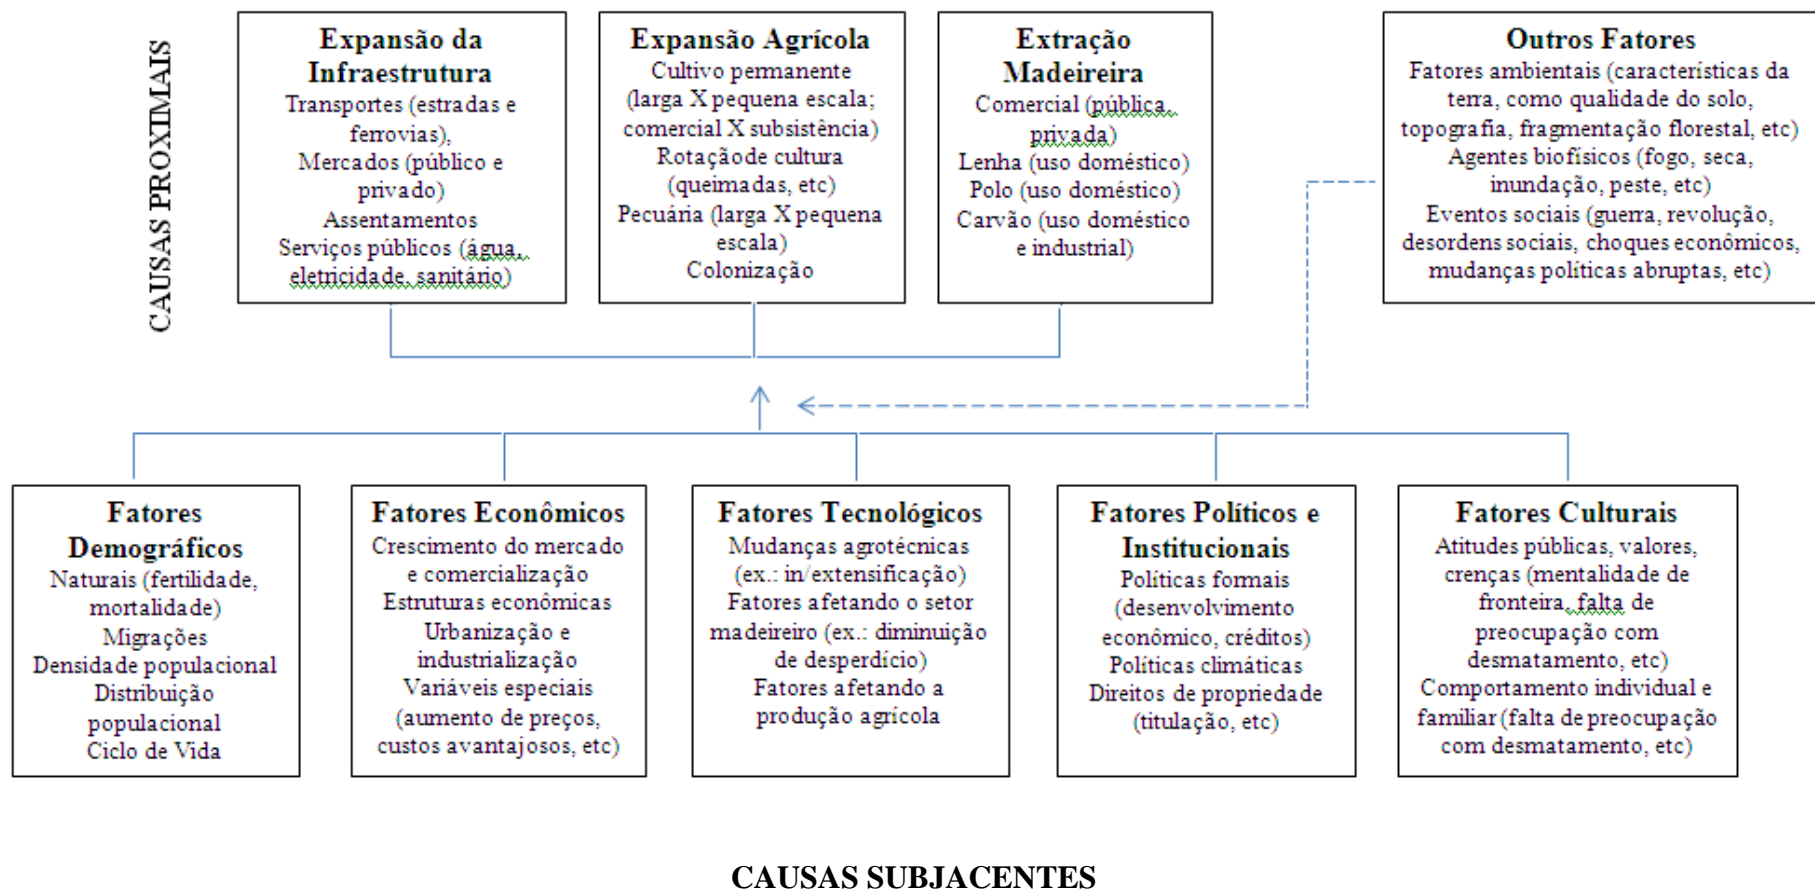 CAUSAS PROXIMAIS
Expansão da
Infraestrutura
Transportes (estradas e
ferrovias),
Mercados (público e
privado)
Assentamentos
Serviços públicos (água,
eletricidade, sanitário)
Expansão Agrícola
Cultivo permanente
(larga X pequena escala;
comercial X subsistência)
Rotaçãode cultura
(queimadas, etc)
Pecuária (larga X pequena
escala)
Colonização
Extração
Madeireira
Comercial (pública,
privada)
Lenha (uso doméstico)
Polo (uso doméstico)
Carvão (uso doméstico
e industrial)
Outros Fatores
Fatores ambientais (características da
terra, como qualidade do solo,
topografia, fragmentação florestal, etc)
Agentes biofísicos (fogo, seca,
inundação, peste, etc)
Eventos sociais (guerra, revolução,
desordens sociais, choques econômicos,
mudanças políticas abruptas, etc)
Fatores
Demográficos
Naturais (fertilidade,
mortalidade)
Migrações
Densidade populacional
Distribuição
populacional
Ciclo de Vida
Fatores Econômicos
Crescimento do mercado
e comercialização
Estruturas econômicas
Urbanização e
industrialização
Variáveis especiais
(aumento de preços,
custos avantajosos, etc)
Fatores Tecnológicos
Mudanças agrotécnicas
(ex.: in/extensificação)
Fatores afetando o setor
madeireiro (ex.: diminuição
de desperdício)
Fatores afetando a
produção agrícola
Fatores Políticos e
Institucionais
Políticas formais
(desenvolvimento
econômico, créditos)
Políticas climáticas
Direitos de propriedade
(titulação, etc)
Fatores Culturais
Atitudes públicas, valores,
crenças (mentalidade de
fronteira, falta de
preocupação com
desmatamento, etc)
Comportamento individual e
familiar (falta de preocupação
com desmatamento, etc)
CAUSAS SUBJACENTES